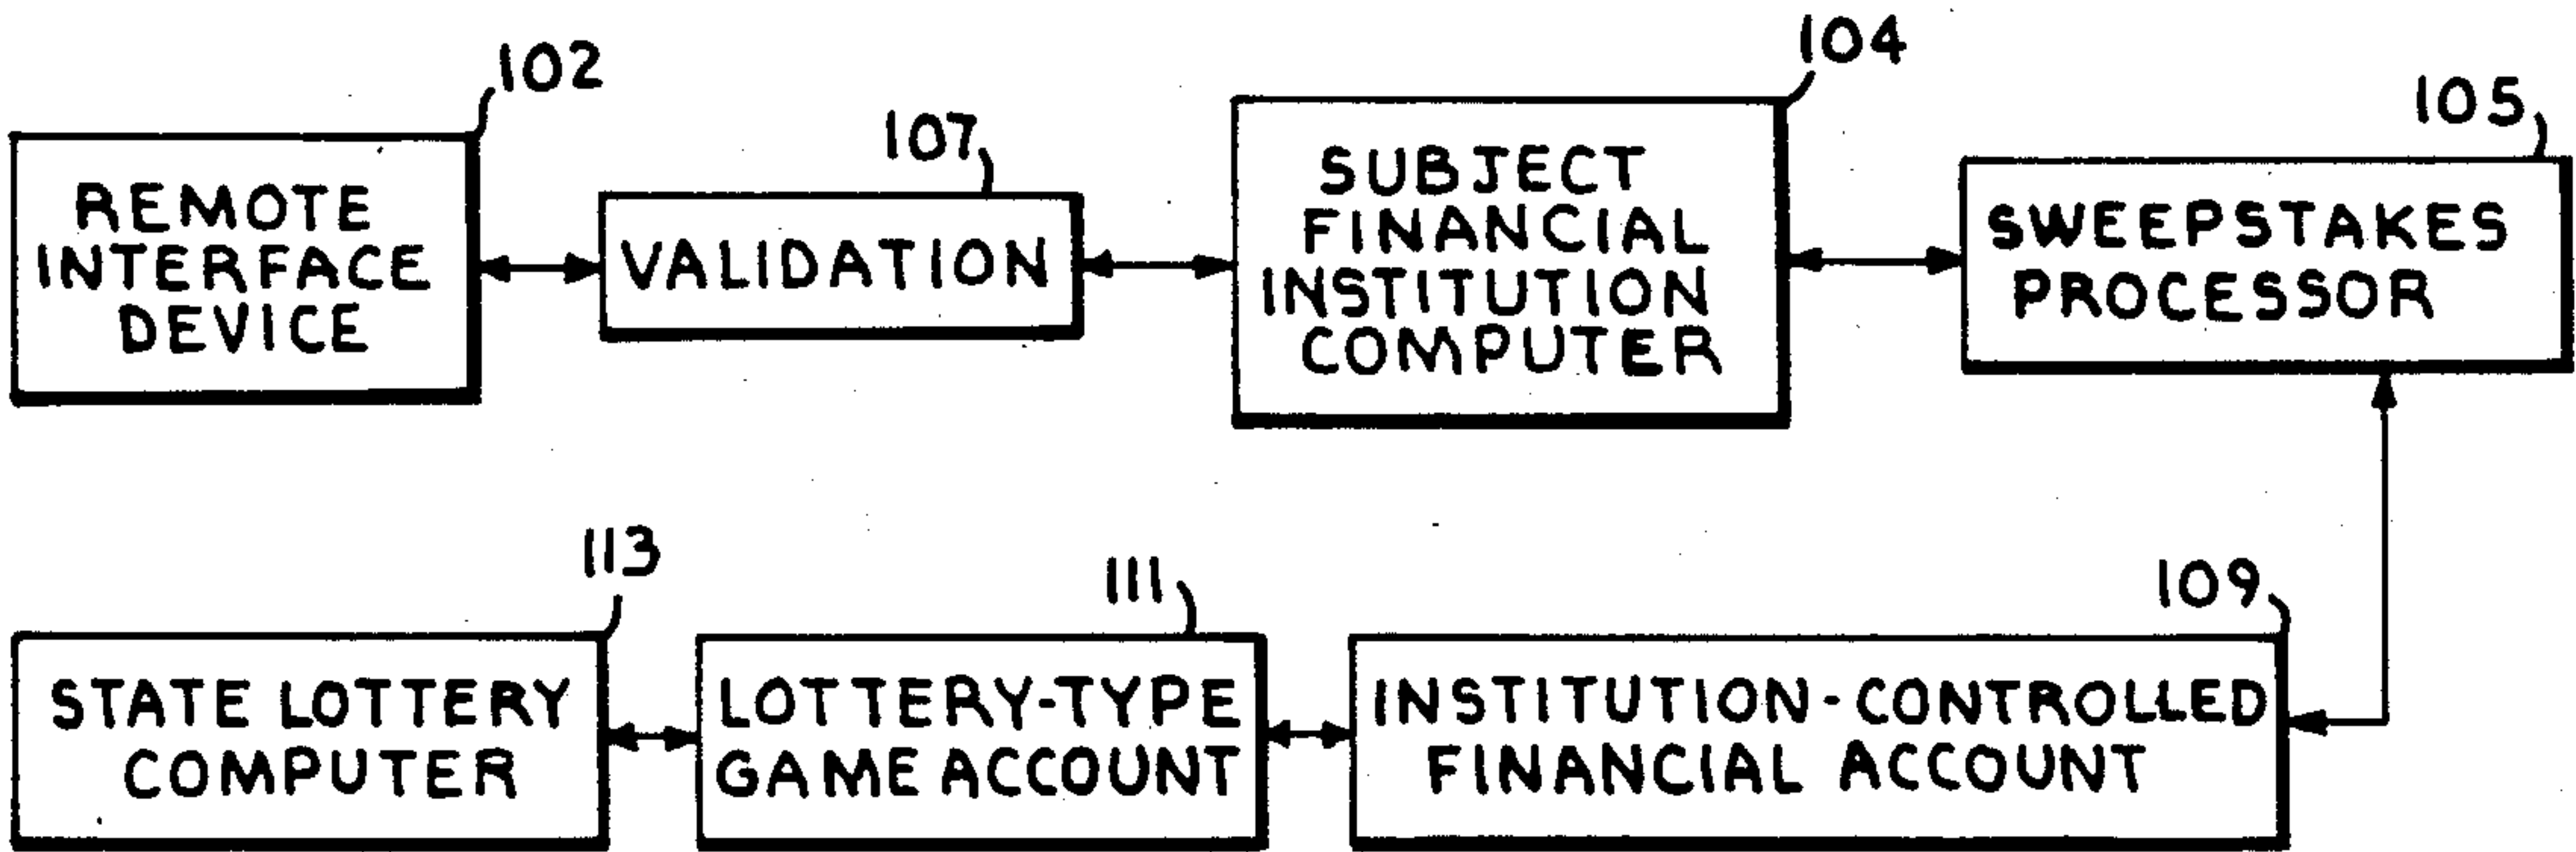 102
REMOTE
INTERFACE
DEVICE
107
VALIDATION
104
SUBJECT
FINANCIAL
INSTITUTION
COMPUTER
105
SWEEPSTAKES
PROCESSOR
113
STATE LOTTERY
COMPUTER
111
LOTTERY-TYPE
GAME ACCOUNT
109
INSTITUTION-CONTROLLED
FINANCIAL ACCOUNT